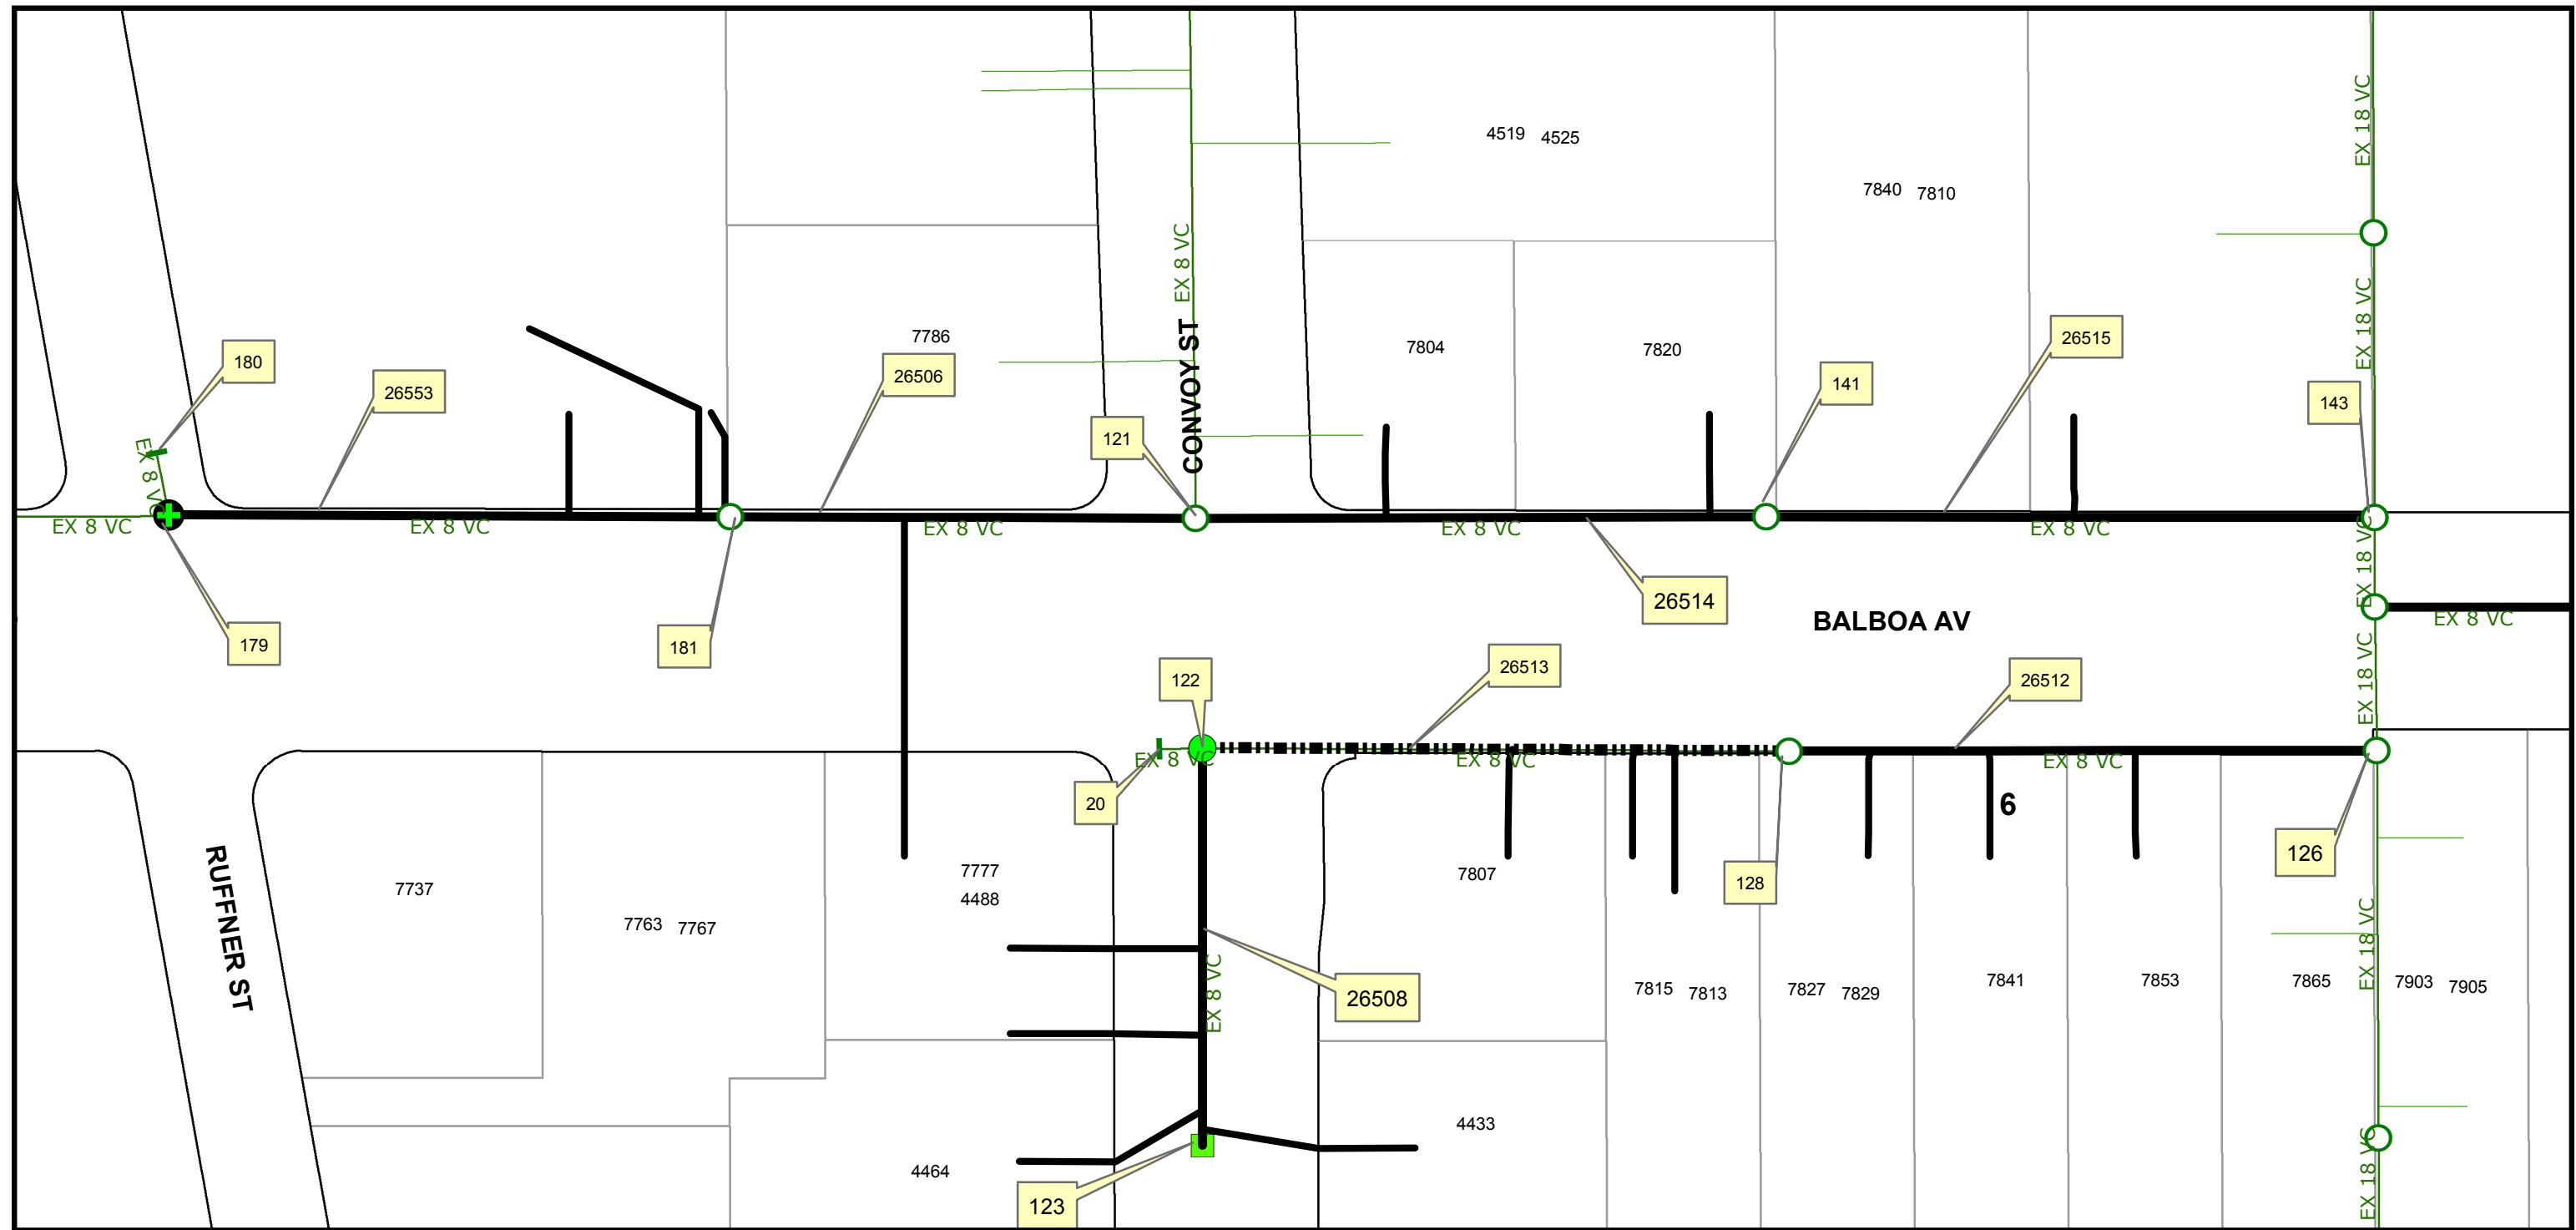 EX 18 VC
4519 4525
7840 7810
EX 8 VC
EX 18 VC
CONVOY ST
7786
7804
7820
26515
180
26553
26506
141
143
121
EX 8 VC
EX 8 VC
EX 8 VC
EX 8 VC
EX 8 VC
EX 8 VC
EX 18 VC
26514
BALBOA AV
EX 8 VC
179
181
122
26513
26512
EX 18 VC
EX 8 VC
EX 8 VC
EX 8 VC
20
6
126
128
RUFFNER ST
7737
7763 7767
7777
4488
7807
EX 8 VC
26508
7815 7813
7827 7829
7841
7853
7865
EX 18 VC
7903 7905
4433
4464
123
EX 18 VC